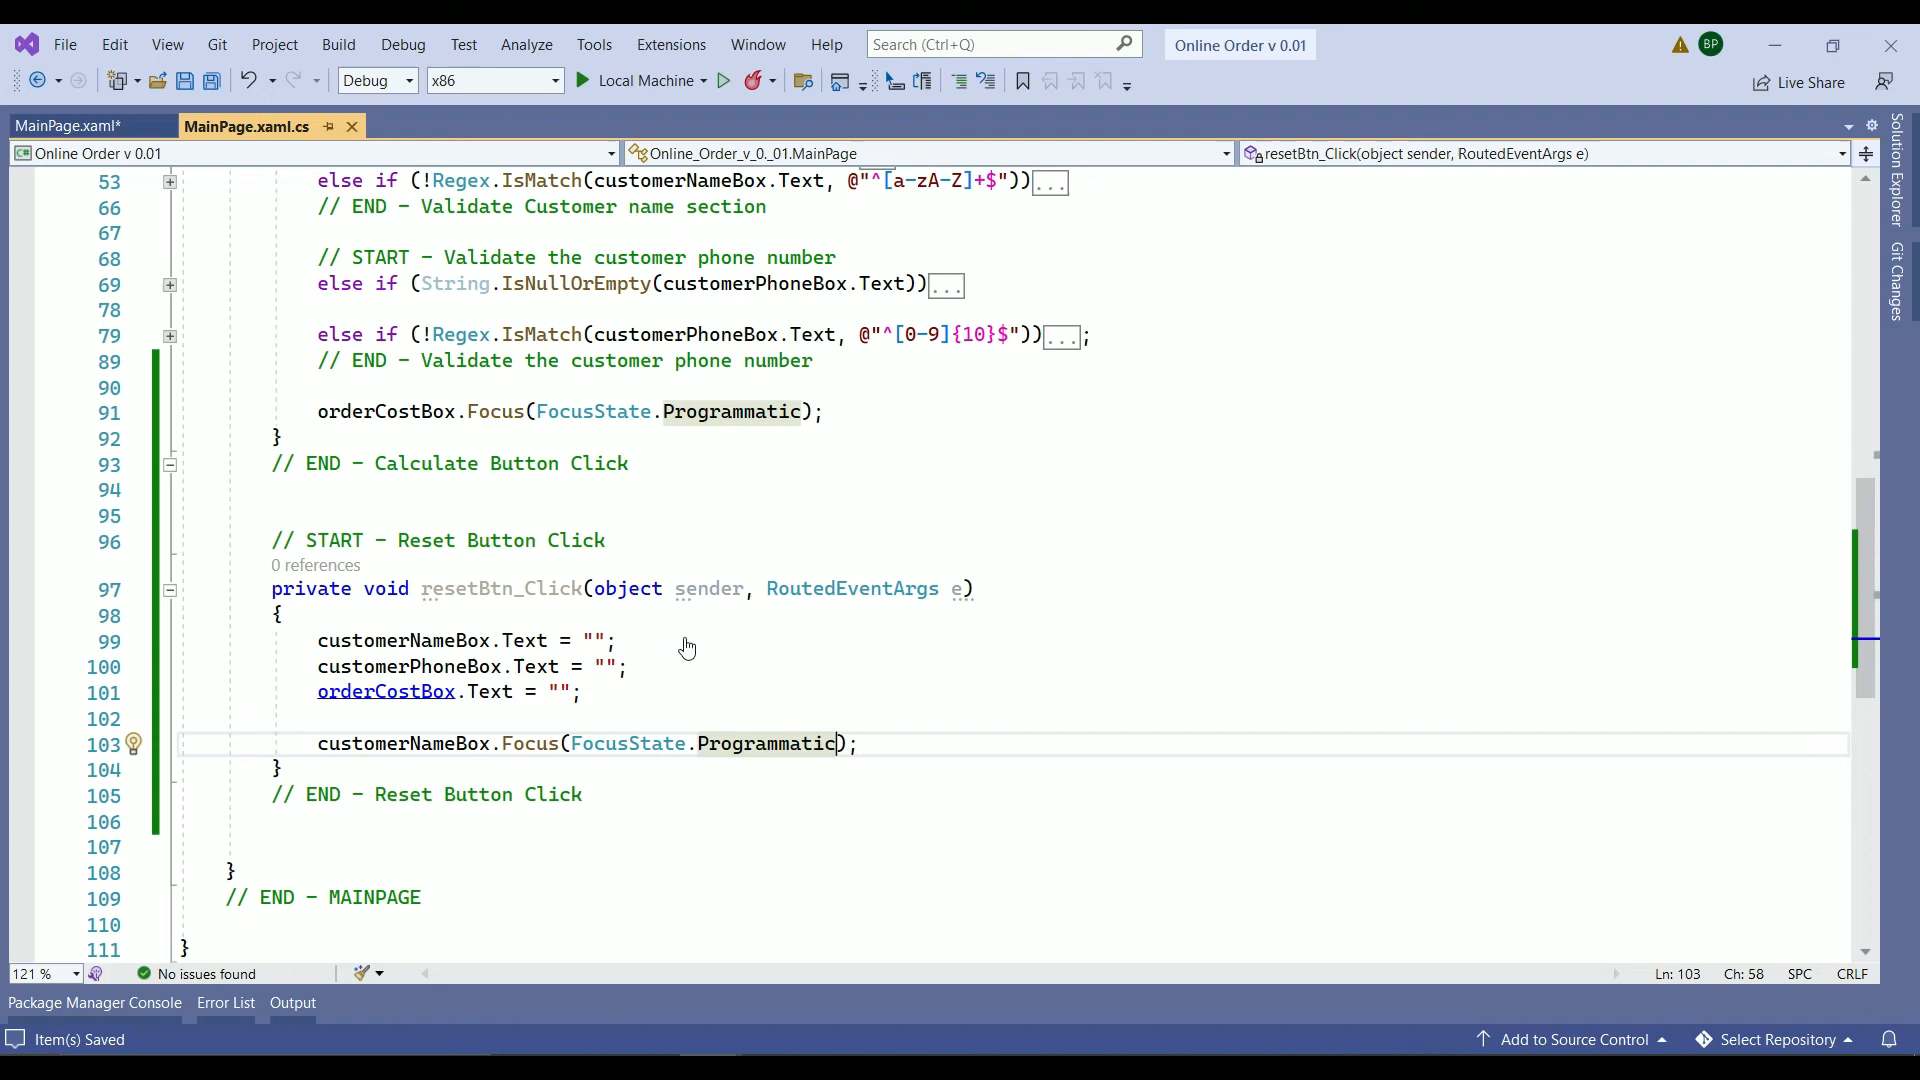 File Edit View Git Project Build Debug Test Analyze Tools Extensions Window Help Search (Ctrl+Q) Online Order v 0.01 BP
Debug x86 Local Machine Live Share
MainPage.xaml* MainPage.xaml.cs
C# Online Order v 0.01 Online_Order_v_0._01.MainPage resetBtn_Click(object sender, RoutedEventArgs e)
53 else if (!Regex.IsMatch(customerNameBox.Text, @"^[a-zA-Z]+$"))...
66 // END - Validate Customer name section
67
68 // START - Validate the customer phone number
69 else if (String.IsNullOrEmpty(customerPhoneBox.Text))...
78
79 else if (!Regex.IsMatch(customerPhoneBox.Text, @"^[0-9]{10}$"))...;
89 // END - Validate the customer phone number
90
91 orderCostBox.Focus(FocusState.Programmatic);
92 }
93 // END - Calculate Button Click
94
95
96 // START - Reset Button Click
0 references
97 private void resetBtn_Click(object sender, RoutedEventArgs e)
98 {
99 customerNameBox.Text = "";
100 customerPhoneBox.Text = "";
101 orderCostBox.Text = "";
102
103 customerNameBox.Focus(FocusState.Programmatic);
104 }
105 // END - Reset Button Click
106
107
108 }
109 // END - MAINPAGE
110
111 }
Solution Explorer
Git Changes
121 % No issues found Ln: 103 Ch: 58 SPC CRLF
Package Manager Console Error List Output
Item(s) Saved Add to Source Control Select Repository